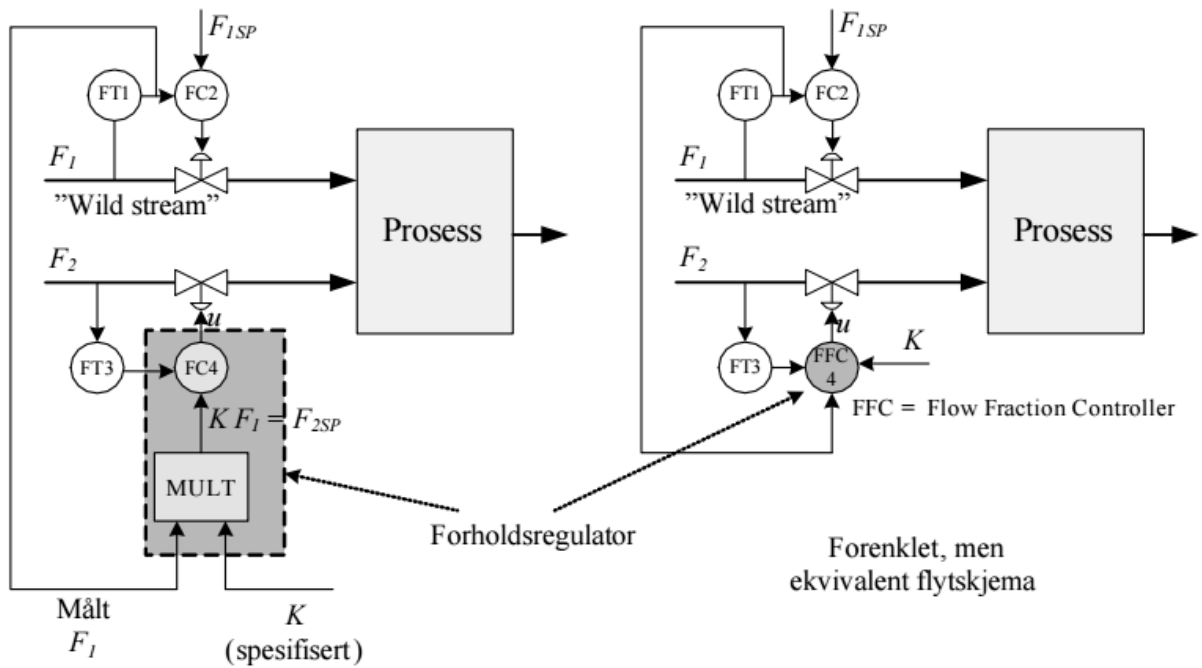 F1SP
FT1
FC2
F1
"Wild stream"
Prosess
F2
u
FT3
FC4
K F1 = F2SP
MULT
Målt
F1
K
(spesifisert)
Forholdsregulator
F1SP
FT1
FC2
F1
"Wild stream"
Prosess
F2
u
FT3
FFC
4
K
FFC = Flow Fraction Controller
Forenklet, men
ekvivalent flytskjema